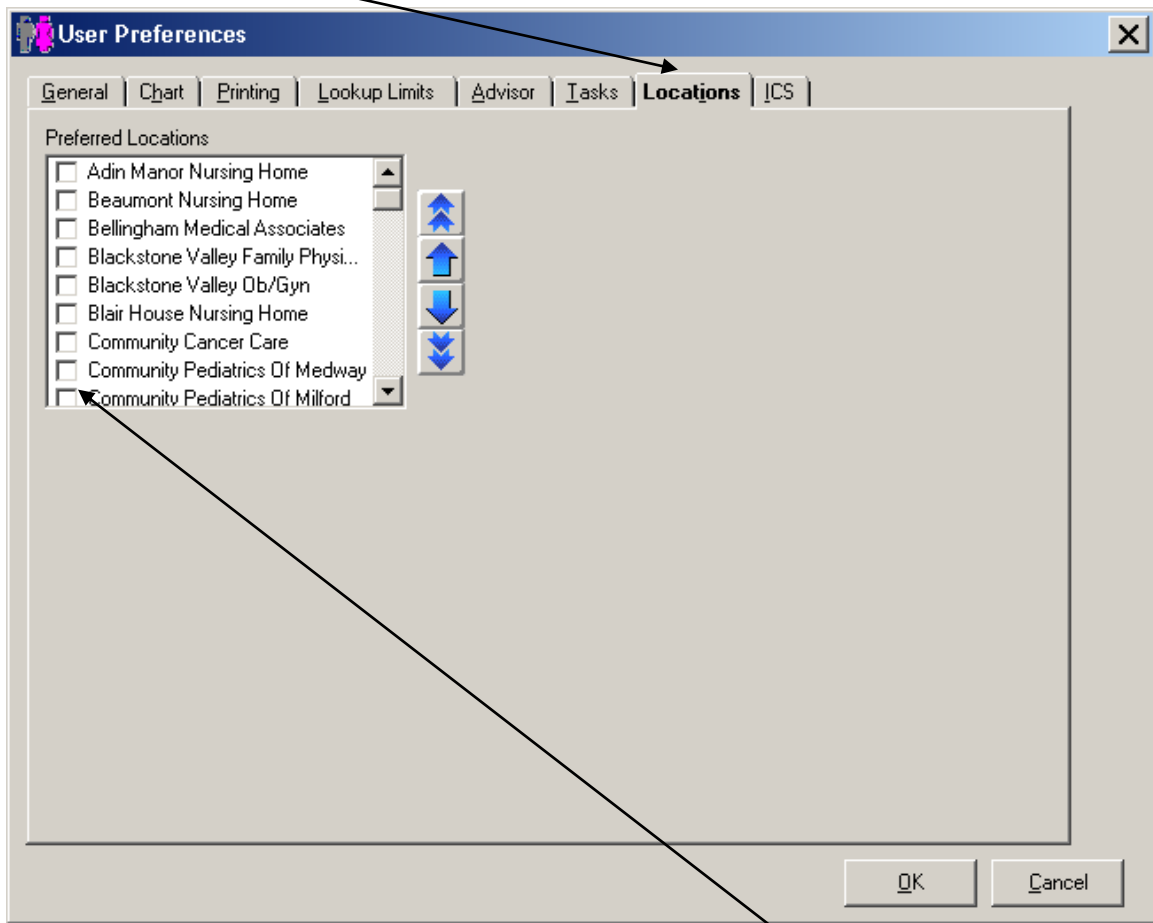 User Preferences
General Chart Printing Lookup Limits Advisor Tasks Locations ICS
Preferred Locations
Adin Manor Nursing Home
Beaumont Nursing Home
Bellingham Medical Associates
Blackstone Valley Family Physi...
Blackstone Valley Ob/Gyn
Blair House Nursing Home
Community Cancer Care
Community Pediatrics Of Medway
Community Pediatrics Of Milford
OK Cancel